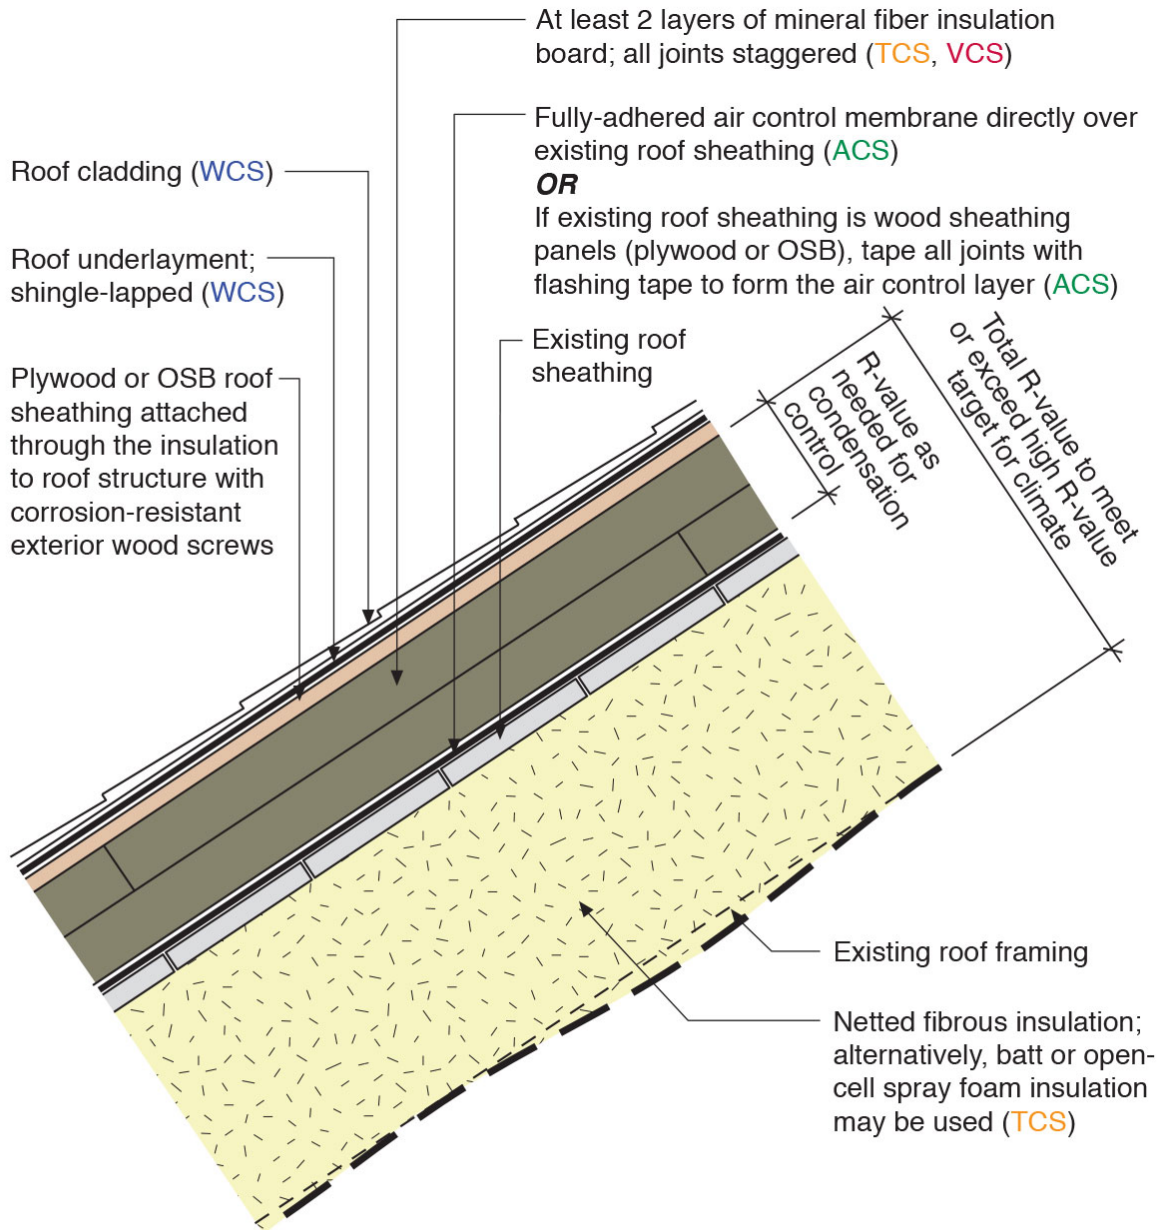 At least 2 layers of mineral fiber insulation
board; all joints staggered (TCS, VCS)
Fully-adhered air control membrane directly over
existing roof sheathing (ACS)
OR
If existing roof sheathing is wood sheathing
panels (plywood or OSB), tape all joints with
flashing tape to form the air control layer (ACS)
Roof cladding (WCS)
Roof underlayment;
shingle-lapped (WCS)
Plywood or OSB roof
sheathing attached
through the insulation
to roof structure with
corrosion-resistant
exterior wood screws
Existing roof
sheathing
R-value as
needed for
condensation
control
Total R-value to meet
or exceed high R-value
target for climate
Existing roof framing
Netted fibrous insulation;
alternatively, batt or open-
cell spray foam insulation
may be used (TCS)